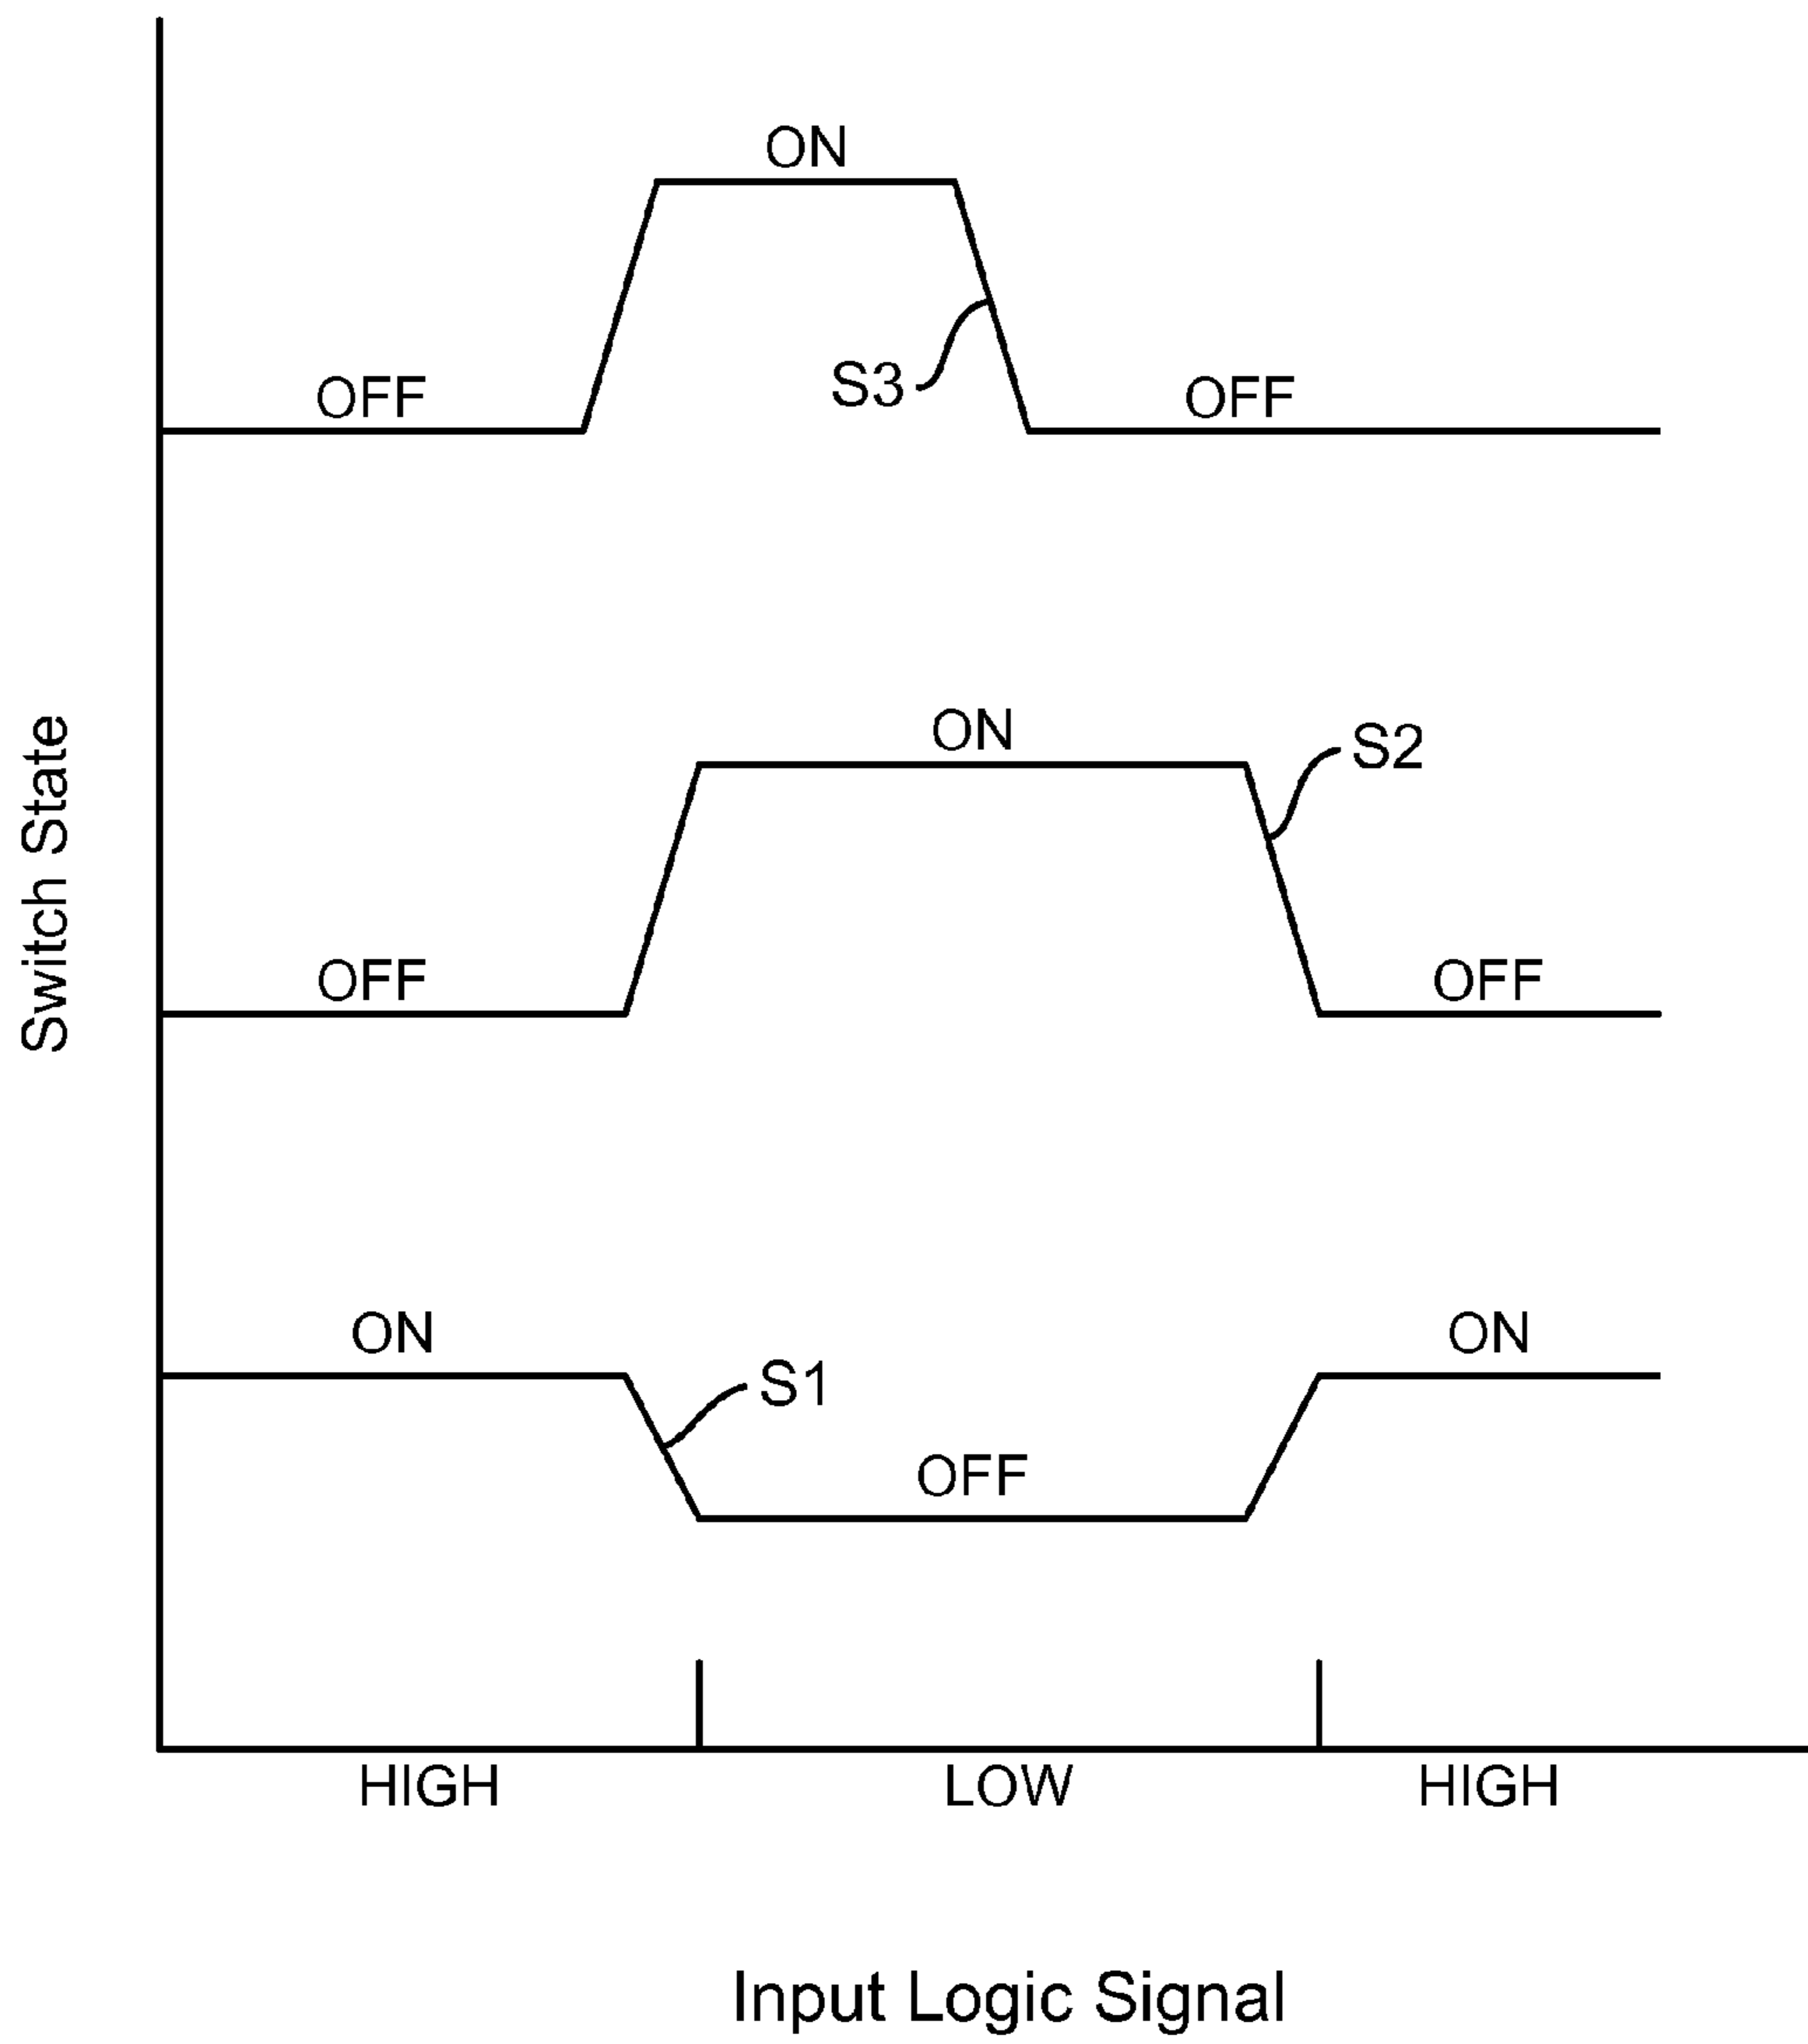 ON
S3
OFF
OFF
ON
S2
OFF
OFF
Switch State
ON
ON
S1
OFF
HIGH
LOW
HIGH
Input Logic Signal